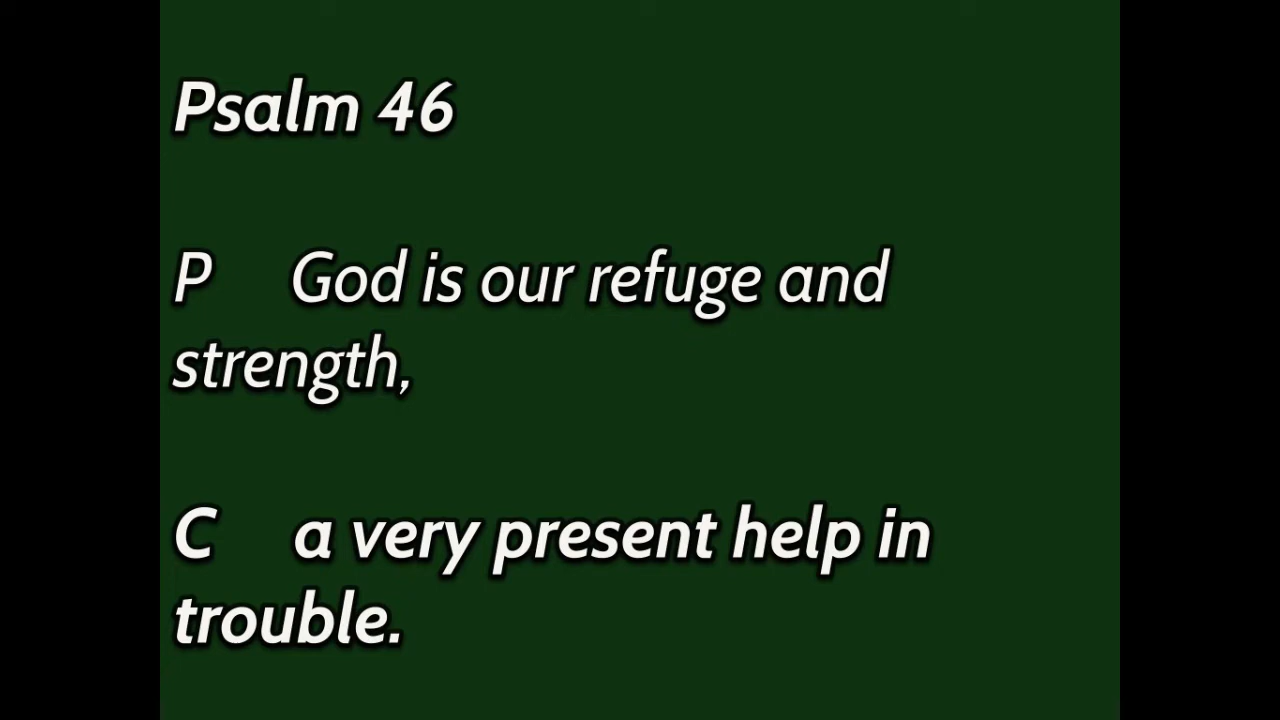 Psalm 46
P God is our refuge and
strength,
C a very present help in
trouble.